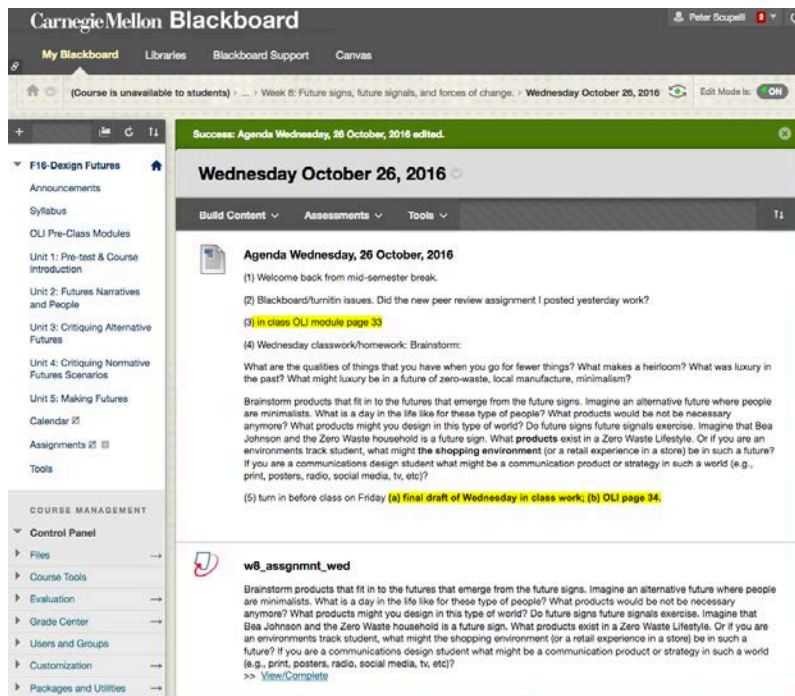 Carnegie Mellon Blackboard
Peter Scupelli 2
My Blackboard Libraries Blackboard Support Canvas
(Course is unavailable to students) > ... > Week 8: Future signs, future signals, and forces of change. > Wednesday October 26, 2016 Edit Mode is: ON
Success: Agenda Wednesday, 26 October, 2016 edited.
F16-Dexign Futures
Announcements
Syllabus
OLI Pre-Class Modules
Unit 1: Pre-test & Course
Introduction
Unit 2: Futures Narratives
and People
Unit 3: Critiquing Alternative
Futures
Unit 4: Critiquing Normative
Futures Scenarios
Unit 5: Making Futures
Calendar
Assignments
Tools
COURSE MANAGEMENT
Control Panel
Files
Course Tools
Evaluation
Grade Center
Users and Groups
Customization
Packages and Utilities
Wednesday October 26, 2016
Build Content Assessments Tools
Agenda Wednesday, 26 October, 2016
(1) Welcome back from mid-semester break.
(2) Blackboard/turnitin issues. Did the new peer review assignment I posted yesterday work?
(3) in class OLI module page 33
(4) Wednesday classwork/homework: Brainstorm:
What are the qualities of things that you have when you go for fewer things? What makes a heirloom? What was luxury in
the past? What might luxury be in a future of zero-waste, local manufacture, minimalism?
Brainstorm products that fit in to the futures that emerge from the future signs. Imagine an alternative future where people
are minimalists. What is a day in the life like for these type of people? What products would be not be necessary
anymore? What products might you design in this type of world? Do future signs future signals exercise. Imagine that Bea
Johnson and the Zero Waste household is a future sign. What products exist in a Zero Waste Lifestyle. Or if you are an
environments track student, what might the shopping environment (or a retail experience in a store) be in such a future?
If you are a communications design student what might be a communication product or strategy in such a world (e.g.,
print, posters, radio, social media, tv, etc)?
(5) turn in before class on Friday (a) final draft of Wednesday in class work; (b) OLI page 34.
w8_assgnmnt_wed
Brainstorm products that fit in to the futures that emerge from the future signs. Imagine an alternative future where people
are minimalists. What is a day in the life like for these type of people? What products would be not be necessary
anymore? What products might you design in this type of world? Do future signs future signals exercise. Imagine that
Bea Johnson and the Zero Waste household is a future sign. What products exist in a Zero Waste Lifestyle. Or if you are
an environments track student, what might the shopping environment (or a retail experience in a store) be in such a
future? If you are a communications design student what might be a communication product or strategy in such a world
(e.g., print, posters, radio, social media, tv, etc)?
>> View/Complete